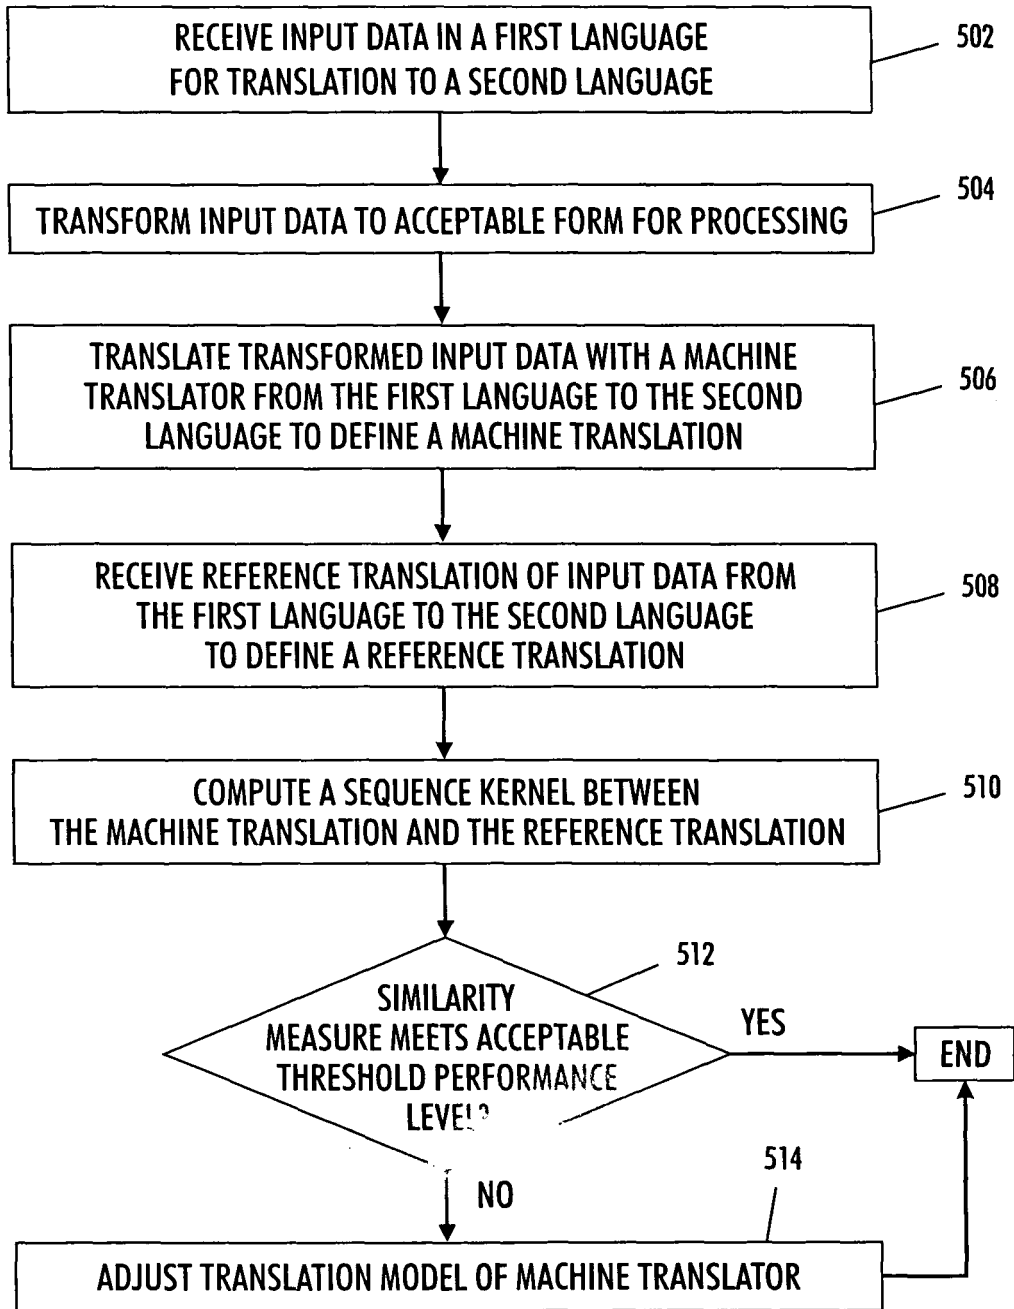 RECEIVE INPUT DATA IN A FIRST LANGUAGE
FOR TRANSLATION TO A SECOND LANGUAGE
502
TRANSFORM INPUT DATA TO ACCEPTABLE FORM FOR PROCESSING
504
TRANSLATE TRANSFORMED INPUT DATA WITH A MACHINE
TRANSLATOR FROM THE FIRST LANGUAGE TO THE SECOND
LANGUAGE TO DEFINE A MACHINE TRANSLATION
506
RECEIVE REFERENCE TRANSLATION OF INPUT DATA FROM
THE FIRST LANGUAGE TO THE SECOND LANGUAGE
TO DEFINE A REFERENCE TRANSLATION
508
COMPUTE A SEQUENCE KERNEL BETWEEN
THE MACHINE TRANSLATION AND THE REFERENCE TRANSLATION
510
512
SIMILARITY
MEASURE MEETS ACCEPTABLE
THRESHOLD PERFORMANCE
LEVEL?
YES
END
NO
514
ADJUST TRANSLATION MODEL OF MACHINE TRANSLATOR